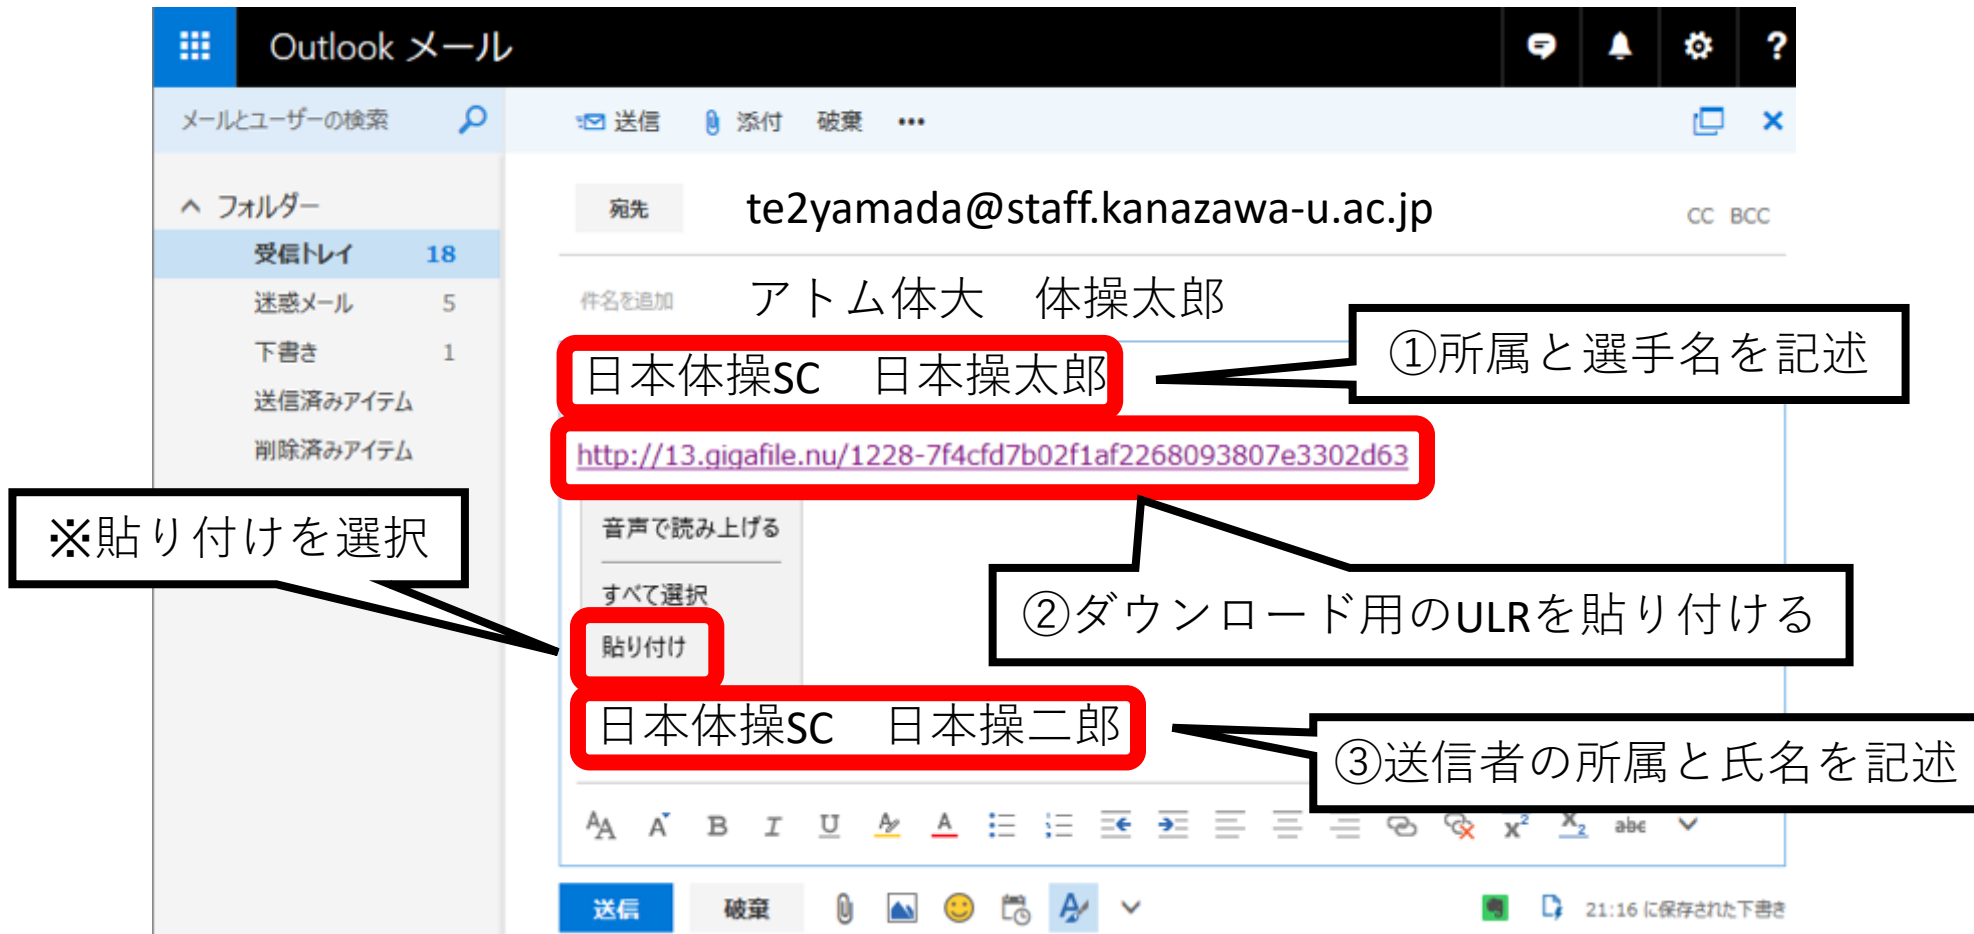 Outlook メール
?
メールとユーザーの検索
送信 添付 破棄 •••
フォルダー
宛先 te2yamada@staff.kanazawa-u.ac.jp CC BCC
受信トレイ 18
迷惑メール 5
件名を追加 アトム体大　体操太郎
下書き 1
①所属と選手名を記述
日本体操SC　日本操太郎
送信済みアイテム
削除済みアイテム
http://13.gigafile.nu/1228-7f4cfd7b02f1af2268093807e3302d63
※貼り付けを選択
音声で読み上げる
すべて選択
②ダウンロード用のULRを貼り付ける
貼り付け
日本体操SC　日本操二郎
③送信者の所属と氏名を記述
AA A B I U A A x² X₂ abc
送信 破棄 A 21:16 に保存された下書き